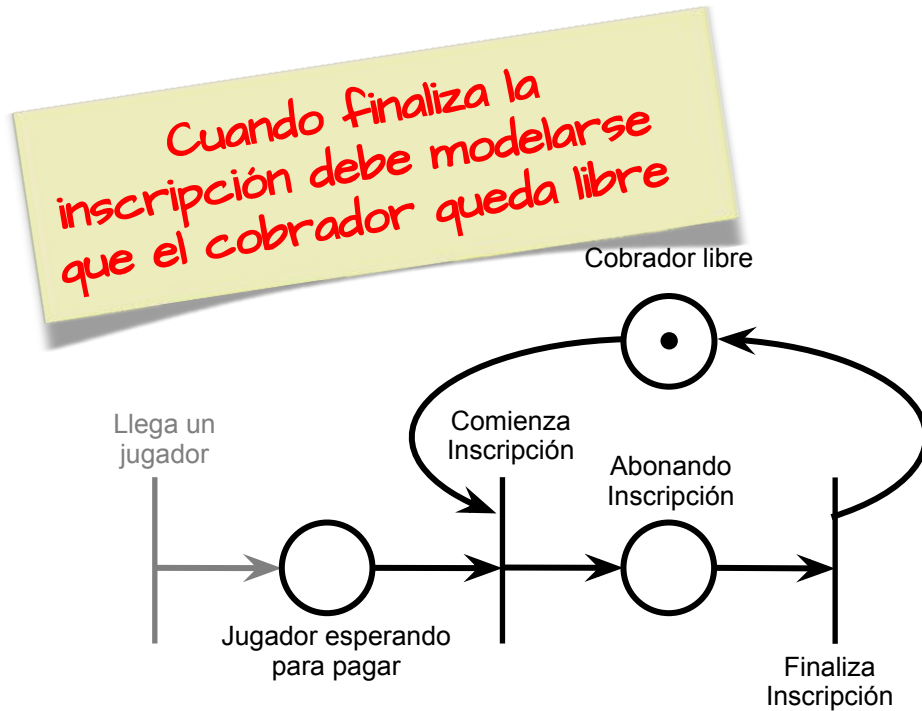 Cuando finaliza la
inscripción debe modelarse
que el cobrador queda libre
Cobrador libre
Llega un
jugador
Comienza
Inscripción
Abonando
Inscripción
Jugador esperando
para pagar
Finaliza
Inscripción